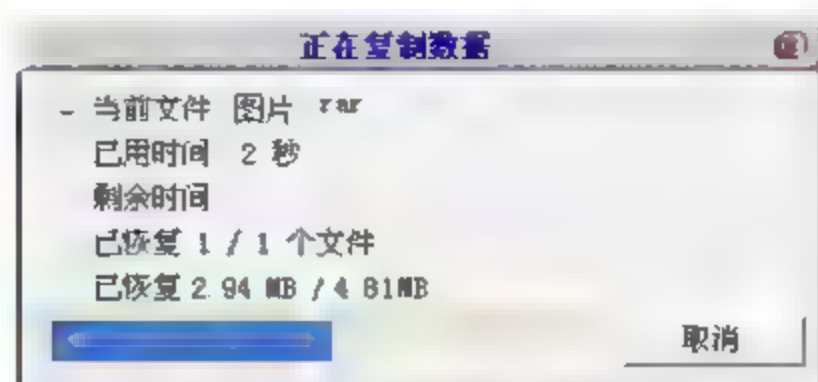 正在复制数据
- 当前文件 图片 rar
已用时间 2 秒
剩余时间
已恢复 1 / 1 个文件
已恢复 2.94 MB / 4.81MB
取消